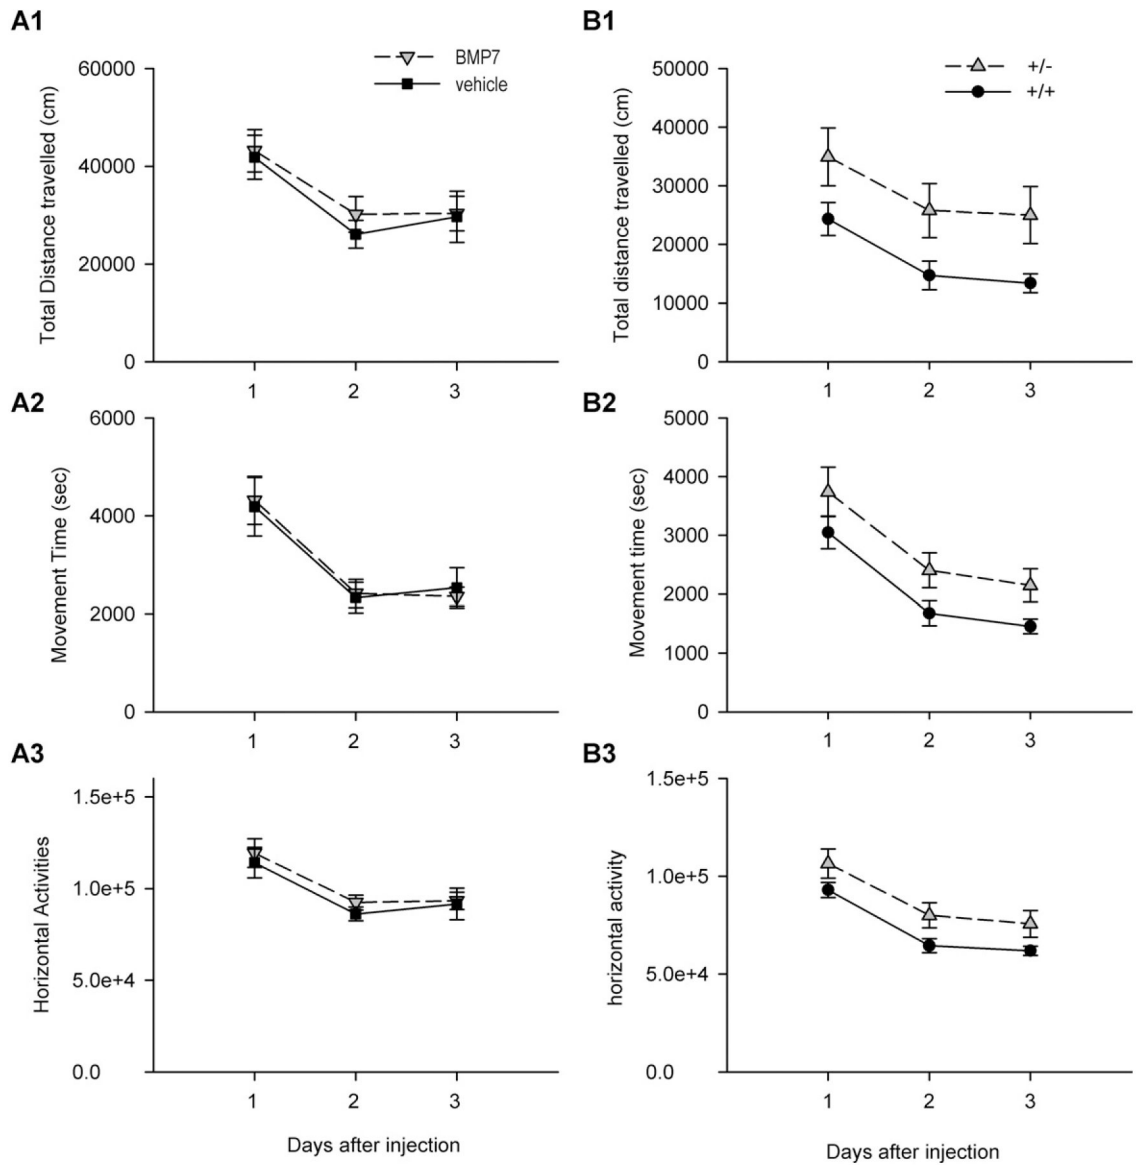 A1
BMP7
vehicle
60000
40000
20000
0
Total Distance travelled (cm)
1 2 3
B1
+/-
+/+
50000
40000
30000
20000
10000
0
Total distance travelled (cm)
1 2 3
A2
6000
4000
2000
0
Movement Time (sec)
1 2 3
B2
5000
4000
3000
2000
1000
0
Movement time (sec)
1 2 3
A3
1.5e+5
1.0e+5
5.0e+4
0.0
Horizontal Activities
1 2 3
Days after injection
B3
1.5e+5
1.0e+5
5.0e+4
0.0
horizontal activity
1 2 3
Days after injection